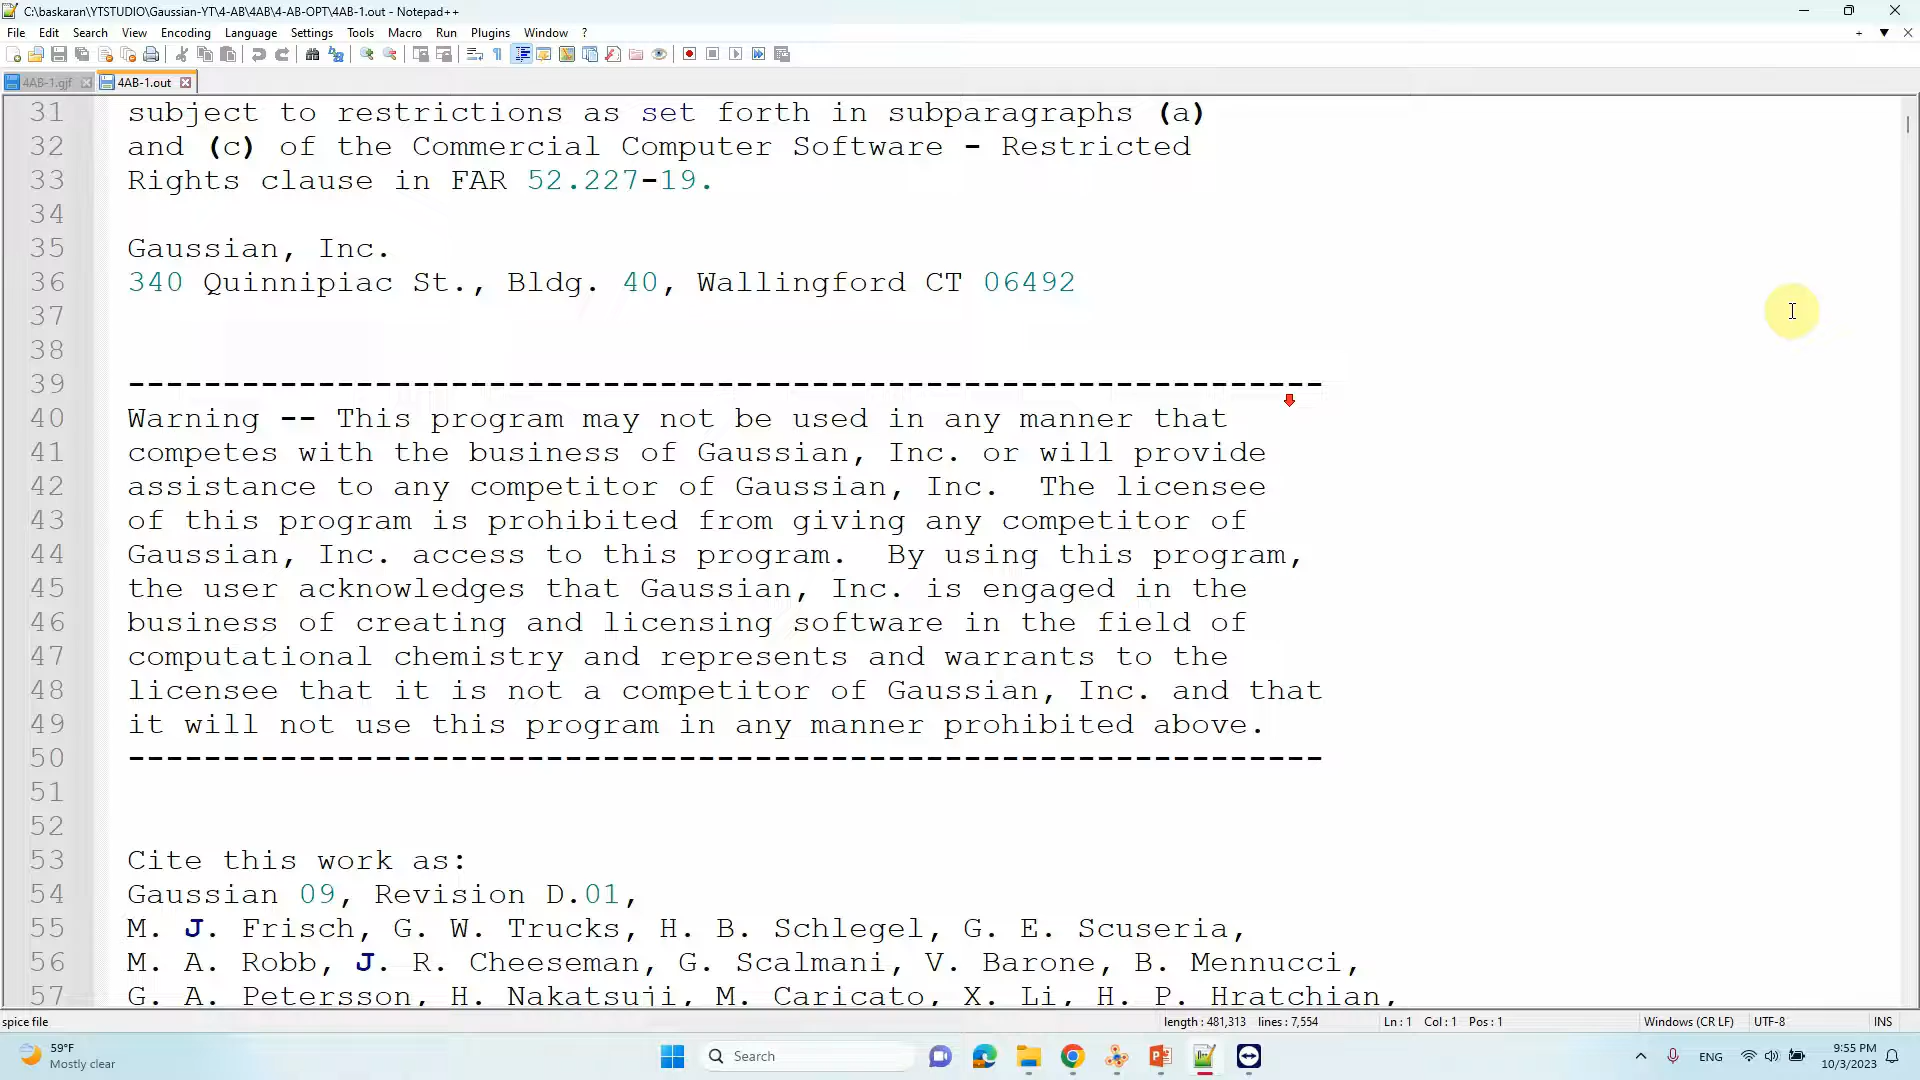 C:\baskaran\YTSTUDIO\Gaussian-YT\4-AB\4AB\4-AB-OPT\4AB-1.out - Notepad++
File Edit Search View Encoding Language Settings Tools Macro Run Plugins Window ?
4AB-1.gjf 4AB-1.out
31 subject to restrictions as set forth in subparagraphs (a)
32 and (c) of the Commercial Computer Software - Restricted
33 Rights clause in FAR 52.227-19.
34
35 Gaussian, Inc.
36 340 Quinnipiac St., Bldg. 40, Wallingford CT 06492
37
38
39 ---------------------------------------------------------------
40 Warning -- This program may not be used in any manner that
41 competes with the business of Gaussian, Inc. or will provide
42 assistance to any competitor of Gaussian, Inc.  The licensee
43 of this program is prohibited from giving any competitor of
44 Gaussian, Inc. access to this program.  By using this program,
45 the user acknowledges that Gaussian, Inc. is engaged in the
46 business of creating and licensing software in the field of
47 computational chemistry and represents and warrants to the
48 licensee that it is not a competitor of Gaussian, Inc. and that
49 it will not use this program in any manner prohibited above.
50 ---------------------------------------------------------------
51
52
53 Cite this work as:
54 Gaussian 09, Revision D.01,
55 M. J. Frisch, G. W. Trucks, H. B. Schlegel, G. E. Scuseria,
56 M. A. Robb, J. R. Cheeseman, G. Scalmani, V. Barone, B. Mennucci,
57 G. A. Petersson, H. Nakatsuji, M. Caricato, X. Li, H. P. Hratchian,
spice file length : 481,313 lines : 7,554 Ln : 1 Col : 1 Pos : 1 Windows (CR LF) UTF-8 INS
59°F
Mostly clear
Search
ENG
9:55 PM
10/3/2023